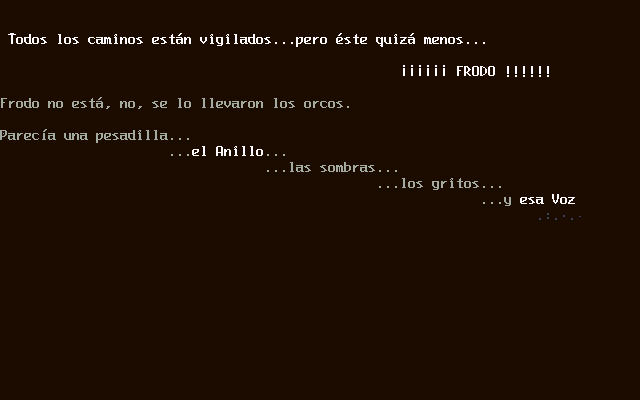 Todos los caminos están vigilados...pero éste quizá menos...
¡¡¡¡¡¡ FRODO !!!!!!
Frodo no está, no, se lo llevaron los orcos.
Parecía una pesadilla...
...el Anillo...
...las sombras...
...los gritos...
...y esa Voz
.:.·.·